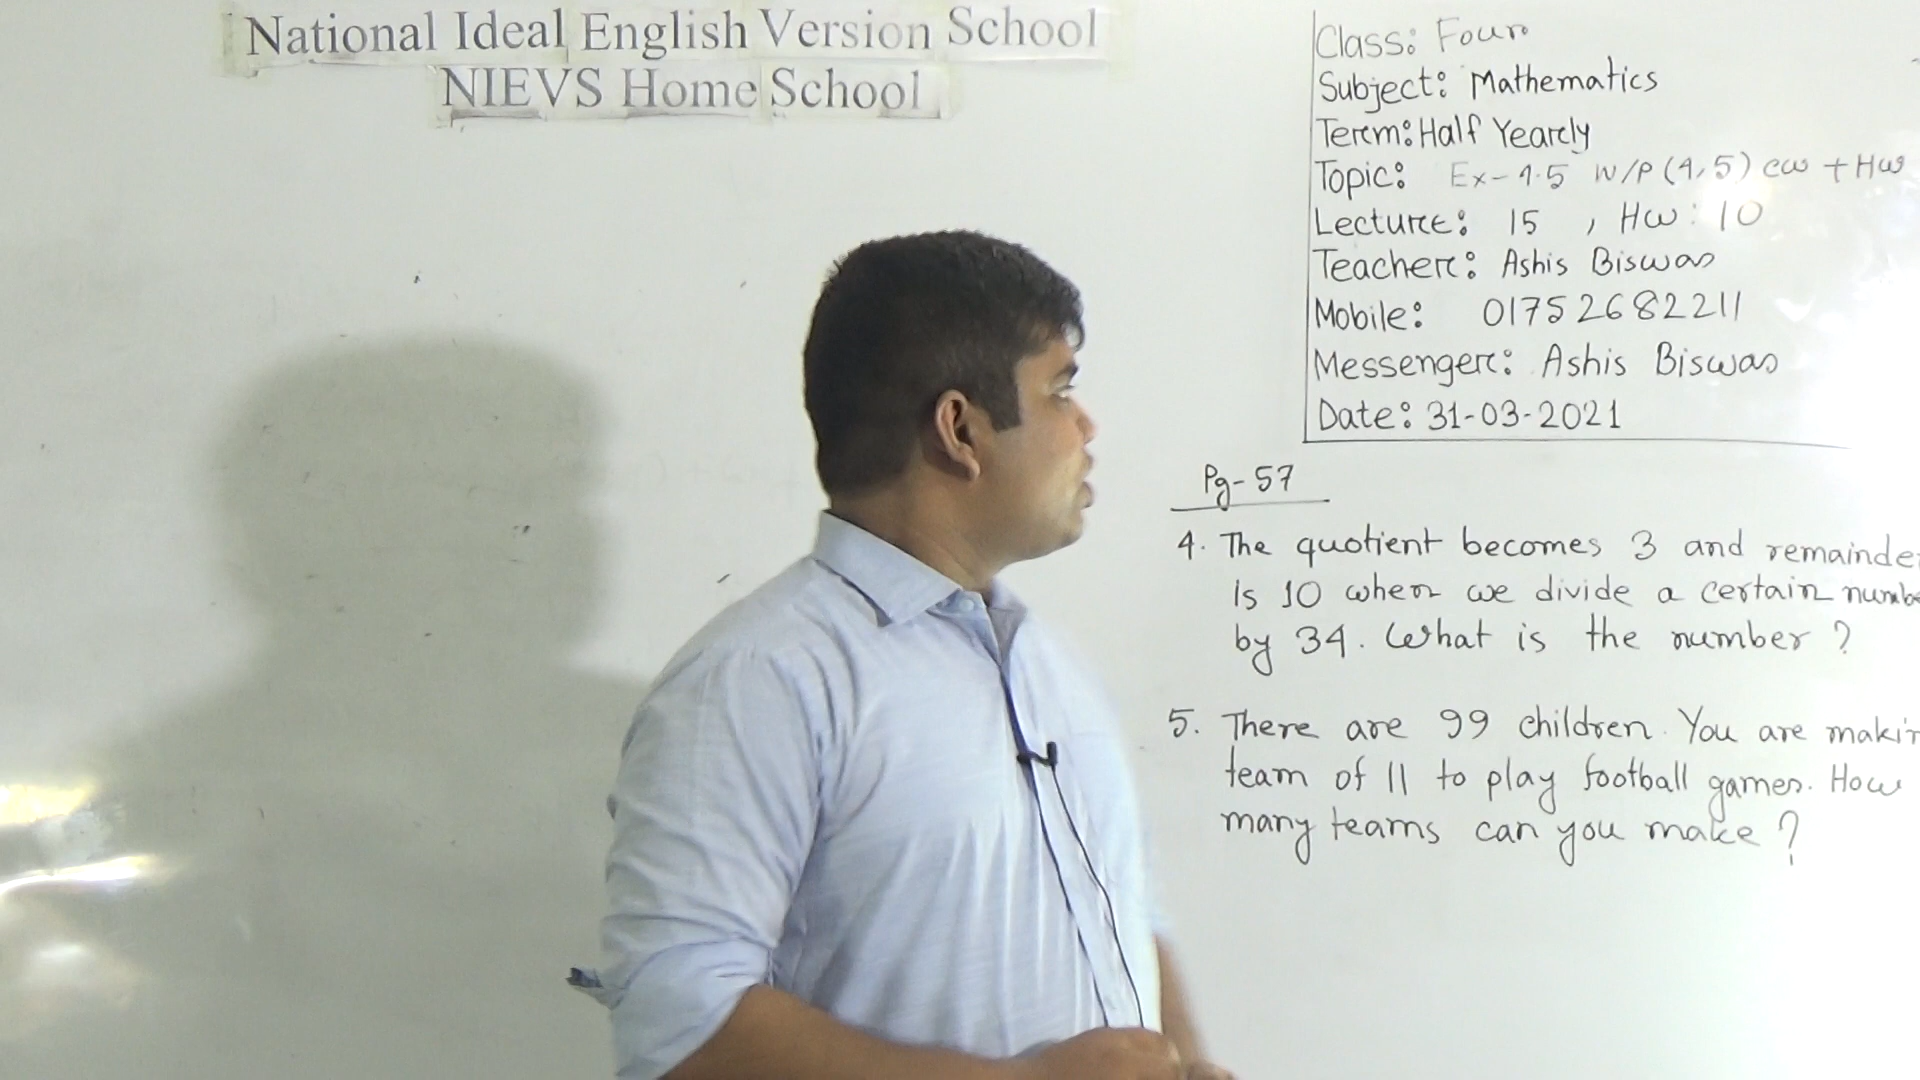 National Ideal English Version School
NIEVS Home School
Class: Four
Subject: Mathematics
Term: Half Yearly
Topic: Ex-4.5 W/P (4,5) cw + Hw
Lecture: 15 , Hw: 10
Teacher: Ashis Biswas
Mobile: 01752682211
Messenger: Ashis Biswas
Date: 31-03-2021
Pg-57
4. The quotient becomes 3 and remainde
is 10 when we divide a certain numbe
by 34. What is the number ?
5. There are 99 children. You are makin
team of 11 to play football games. How
many teams can you make ?